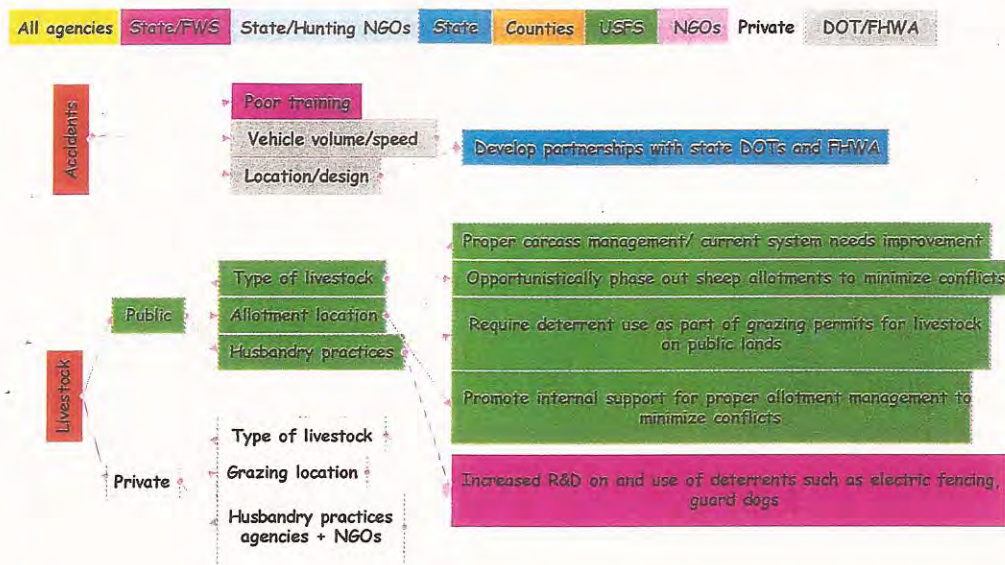 All agencies State/FWS State/Hunting NGOs State Counties USFS NGOs Private DOT/FHWA
Accidents
Poor training
Vehicle volume/speed
Location/design
Develop partnerships with state DOTs and FHWA
Livestock
Public
Type of livestock
Allotment location
Husbandry practices
Proper carcass management/ current system needs improvement
Opportunistically phase out sheep allotments to minimize conflicts
Require deterrent use as part of grazing permits for livestock
on public lands
Promote internal support for proper allotment management to
minimize conflicts
Increased R&D on and use of deterrents such as electric fencing,
guard dogs
Private
Type of livestock
Grazing location
Husbandry practices
agencies + NGOs